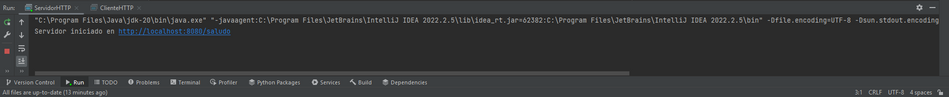 Run: ServidorHTTP × ClienteHTTP ×
"C:\Program Files\Java\jdk-20\bin\java.exe" "-javaagent:C:\Program Files\JetBrains\IntelliJ IDEA 2022.2.5\lib\idea_rt.jar=62382:C:\Program Files\JetBrains\IntelliJ IDEA 2022.2.5\bin" -Dfile.encoding=UTF-8 -Dsun.stdout.encoding
Servidor iniciado en http://localhost:8080/saludo
Version Control Run TODO Problems Terminal Profiler Python Packages Services Build Dependencies
All files are up-to-date (13 minutes ago) 3:1 CRLF UTF-8 4 spaces